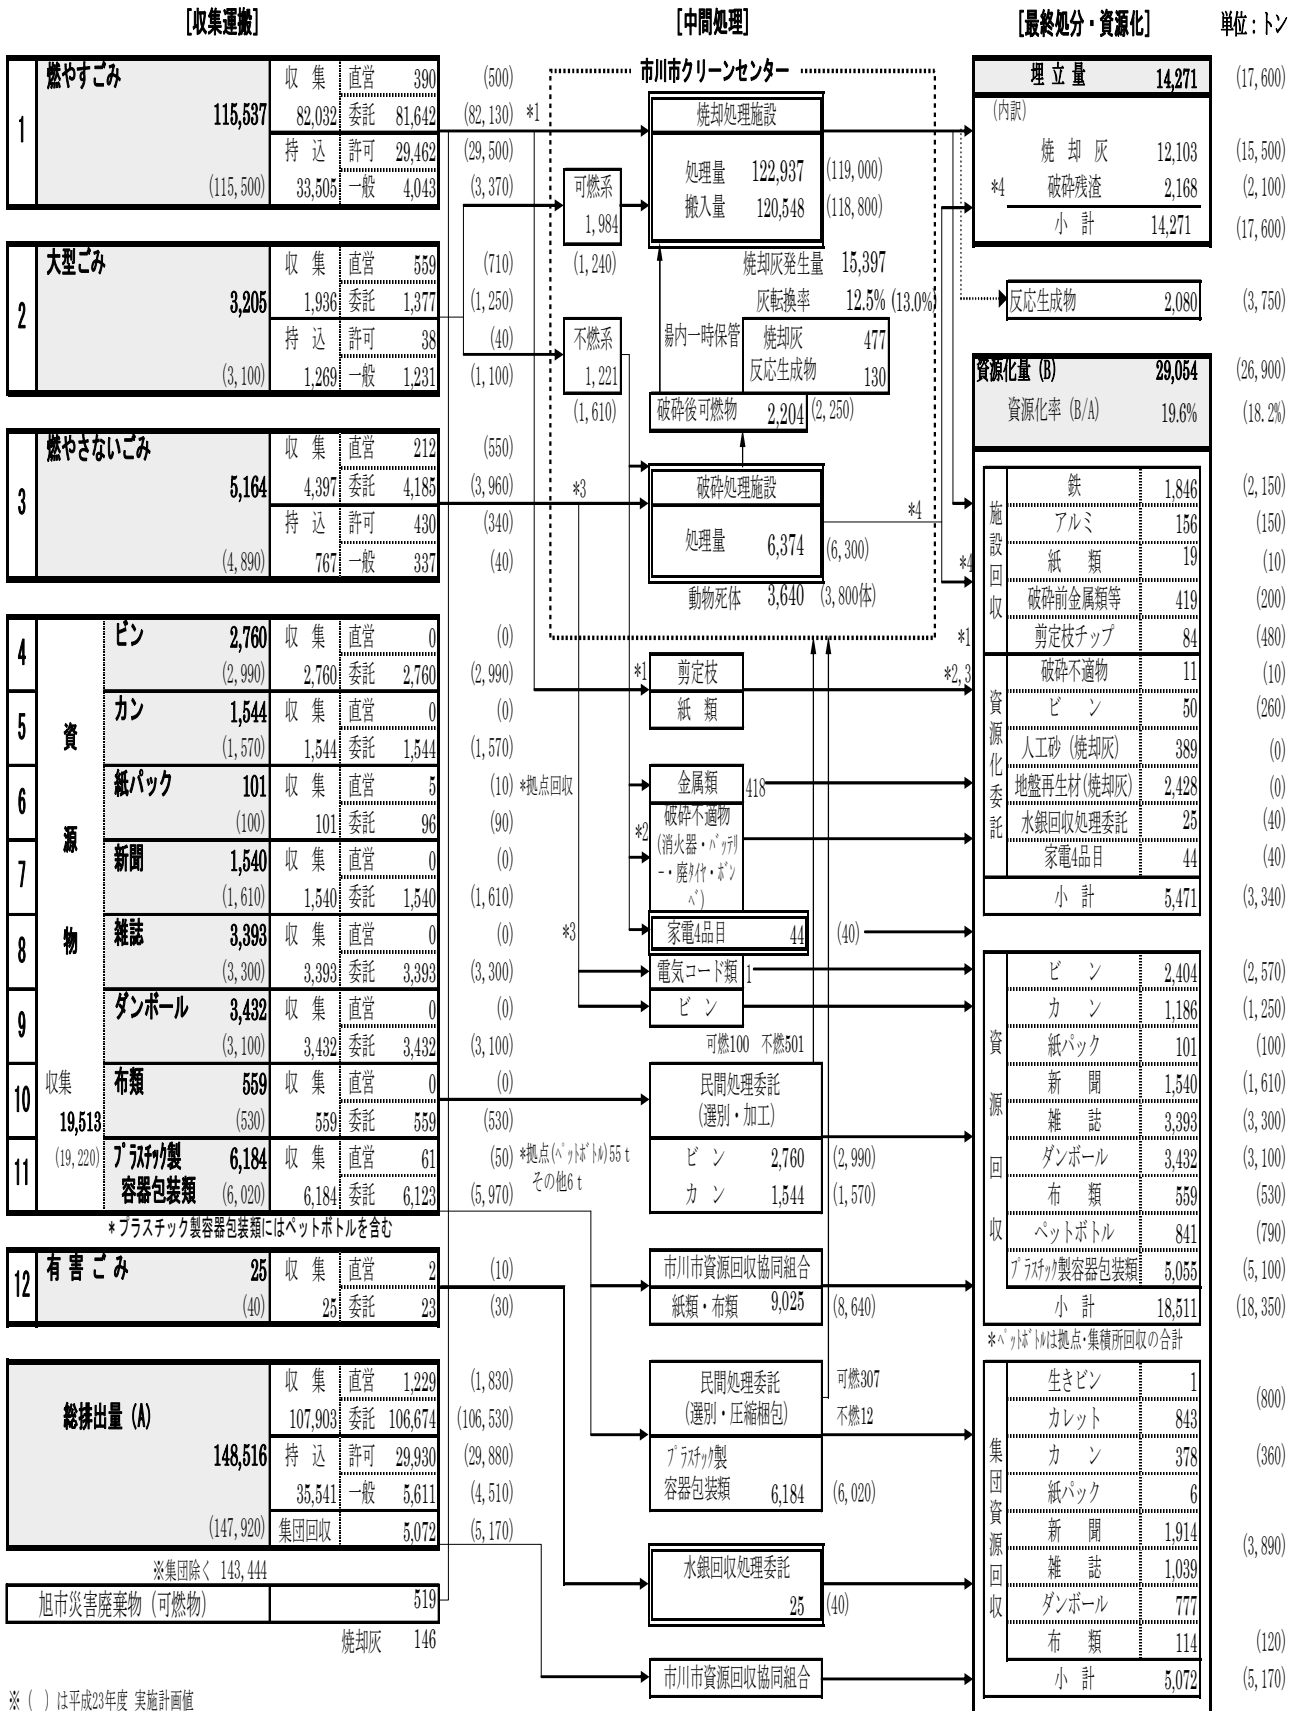 [収集運搬]
[中間処理]
[最終処分・資源化]
単位：トン
1
燃やすごみ
115,537
(115,500)
収 集 直営 390 (500)
82,032 委託 81,642 (82,130) *1
持 込 許可 29,462 (29,500)
33,505 一般 4,043 (3,370)
2
大型ごみ
3,205
(3,100)
収 集 直営 559 (710)
1,936 委託 1,377 (1,250)
持 込 許可 38 (40)
1,269 一般 1,231 (1,100)
3
燃やさないごみ
5,164
(4,890)
収 集 直営 212 (550)
4,397 委託 4,185 (3,960) *3
持 込 許可 430 (340)
767 一般 337 (40)
資源物
収集
19,513
(19,220)
4 ビン 2,760 収 集 直営 0 (0)
(2,990) 2,760 委託 2,760 (2,990)
5 カン 1,544 収 集 直営 0 (0)
(1,570) 1,544 委託 1,544 (1,570)
6 紙パック 101 収 集 直営 5 (10) *拠点回収
(100) 101 委託 96 (90)
7 新聞 1,540 収 集 直営 0 (0)
(1,610) 1,540 委託 1,540 (1,610)
8 雑誌 3,393 収 集 直営 0 (0) *3
(3,300) 3,393 委託 3,393 (3,300)
9 ダンボール 3,432 収 集 直営 0 (0)
(3,100) 3,432 委託 3,432 (3,100)
10 布類 559 収 集 直営 0 (0)
(530) 559 委託 559 (530)
11 プラスチック製 6,184 収 集 直営 61 (50) *拠点(ペットボトル)55ｔ
その他6ｔ
容器包装類 (6,020) 6,184 委託 6,123 (5,970)
*プラスチック製容器包装類にはペットボトルを含む
12 有害ごみ 25 収 集 直営 2 (10)
(40) 25 委託 23 (30)
総排出量 (A)
148,516
(147,920)
収 集 直営 1,229 (1,830)
107,903 委託 106,674 (106,530)
持 込 許可 29,930 (29,880)
35,541 一般 5,611 (4,510)
集団回収 5,072 (5,170)
※集団除く 143,444
旭市災害廃棄物 (可燃物) 519
焼却灰 146
※ ( ) は平成23年度 実施計画値
市川市クリーンセンター
焼却処理施設
処理量 122,937 (119,000)
搬入量 120,548 (118,800)
可燃系
1,984
(1,240)
焼却灰発生量 15,397
灰転換率 12.5% (13.0%)
不燃系
1,221
(1,610)
場内一時保管
焼却灰 477
反応生成物 130
破砕後可燃物 2,204 (2,250)
破砕処理施設
処理量 6,374 (6,300)
*4
動物死体 3,640 (3,800体)
*1
剪定枝
紙 類
金属類 418
*2
破砕不適物
(消火器・バッテリ
ー・廃タイヤ・ボン
ベ)
家電4品目 44 (40)
電気コード類 1
ビ ン
可燃100 不燃501
民間処理委託
(選別・加工)
ビ ン 2,760 (2,990)
カ ン 1,544 (1,570)
市川市資源回収協同組合
紙類・布類 9,025 (8,640)
民間処理委託
(選別・圧縮梱包)
可燃307
不燃12
プラスチック製
容器包装類 6,184 (6,020)
水銀回収処理委託
25 (40)
市川市資源回収協同組合
埋立量 14,271 (17,600)
(内訳)
焼 却 灰 12,103 (15,500)
*4 破砕残渣 2,168 (2,100)
小 計 14,271 (17,600)
反応生成物 2,080 (3,750)
資源化量 (B) 29,054 (26,900)
資源化率 (B/A) 19.6% (18.2%)
施設回収
鉄 1,846 (2,150)
アルミ 156 (150)
*4
紙 類 19 (10)
破砕前金属類等 419 (200)
*1
剪定枝チップ 84 (480)
*2,3
資源化委託
破砕不適物 11 (10)
ビ ン 50 (260)
人工砂 (焼却灰) 389 (0)
地盤再生材(焼却灰) 2,428 (0)
水銀回収処理委託 25 (40)
家電4品目 44 (40)
小 計 5,471 (3,340)
資源回収
ビ ン 2,404 (2,570)
カ ン 1,186 (1,250)
紙パック 101 (100)
新 聞 1,540 (1,610)
雑 誌 3,393 (3,300)
ダンボール 3,432 (3,100)
布 類 559 (530)
ペットボトル 841 (790)
プラスチック製容器包装類 5,055 (5,100)
小 計 18,511 (18,350)
*ペットボトルは拠点・集積所回収の合計
集団資源回収
生きビン 1
(800)
カレット 843
カ ン 378 (360)
紙パック 6
新 聞 1,914
(3,890)
雑 誌 1,039
ダンボール 777
布 類 114 (120)
小 計 5,072 (5,170)